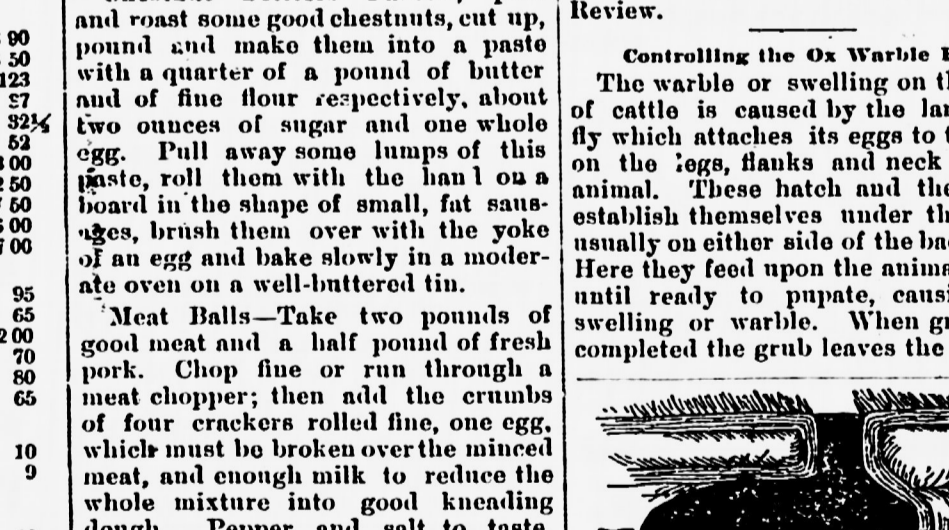 90
50
123
32½
52
00
50
50
00
00
95
65
2 00
70
80
65
10
9
and roast some good chestnuts, cut up,
pound and make them into a paste
with a quarter of a pound of butter
and of fine flour respectively, about
two ounces of sugar and one whole
egg. Pull away some lumps of this
paste, roll them with the han l on a
board in the shape of small, fat saus-
ages, brush them over with the yoke
of an egg and bake slowly in a moder-
ate oven on a well-buttered tin.
Meat Balls—Take two pounds of
good meat and a half pound of fresh
pork. Chop fine or run through a
meat chopper; then add the crumbs
of four crackers rolled fine, one egg,
which must be broken over the minced
meat, and enough milk to reduce the
whole mixture into good kneading
dough. Pepper and salt to taste
Review.
Controlling the Ox Warble
The warble or swelling on
of cattle is caused by the
fly which attaches its eggs to
on the legs, flanks and neck
animal. These hatch and
establish themselves under
usually on either side of the
Here they feed upon the
until ready to pupate,
swelling or warble. When
completed the grub leaves the